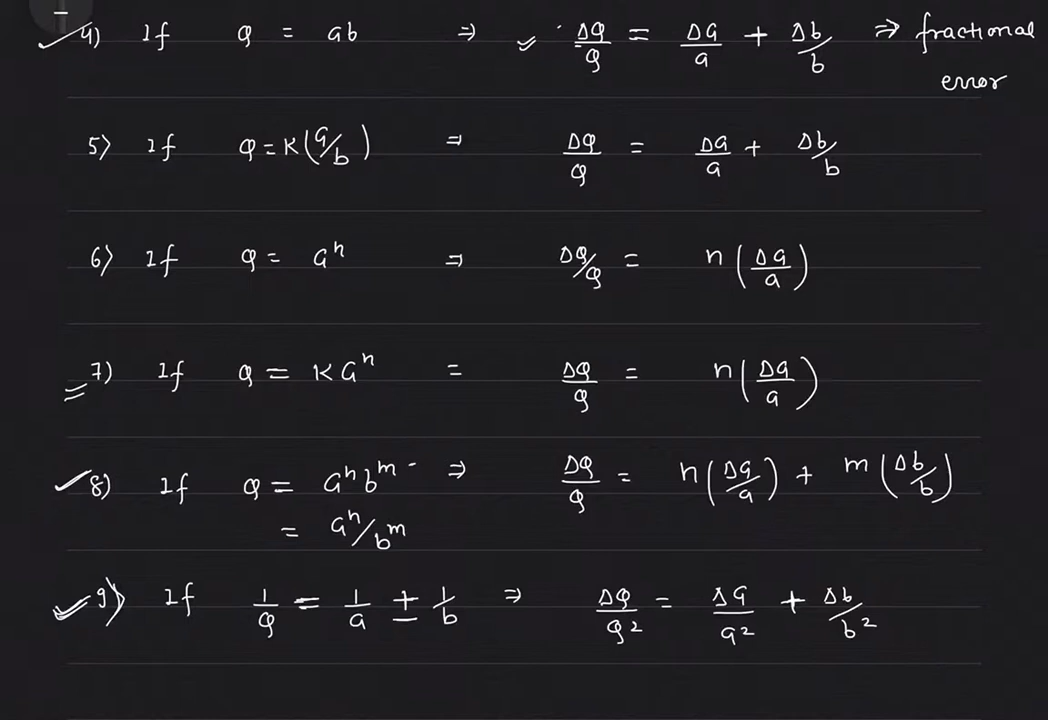 4) If Q = ab ⇒ ΔQ/Q = Δa/a + Δb/b ⇒ fractional
error
5) If Q = K(a/b) ⇒ ΔQ/Q = Δa/a + Δb/b
6) If Q = aⁿ ⇒ ΔQ/Q = n(Δa/a)
7) If Q = Kaⁿ = ΔQ/Q = n(Δa/a)
8) If Q = aⁿbᵐ ⇒ ΔQ/Q = n(Δa/a) + m(Δb/b)
= aⁿ/bᵐ
9) If 1/Q = 1/a ± 1/b ⇒ ΔQ/Q² = Δa/a² + Δb/b²